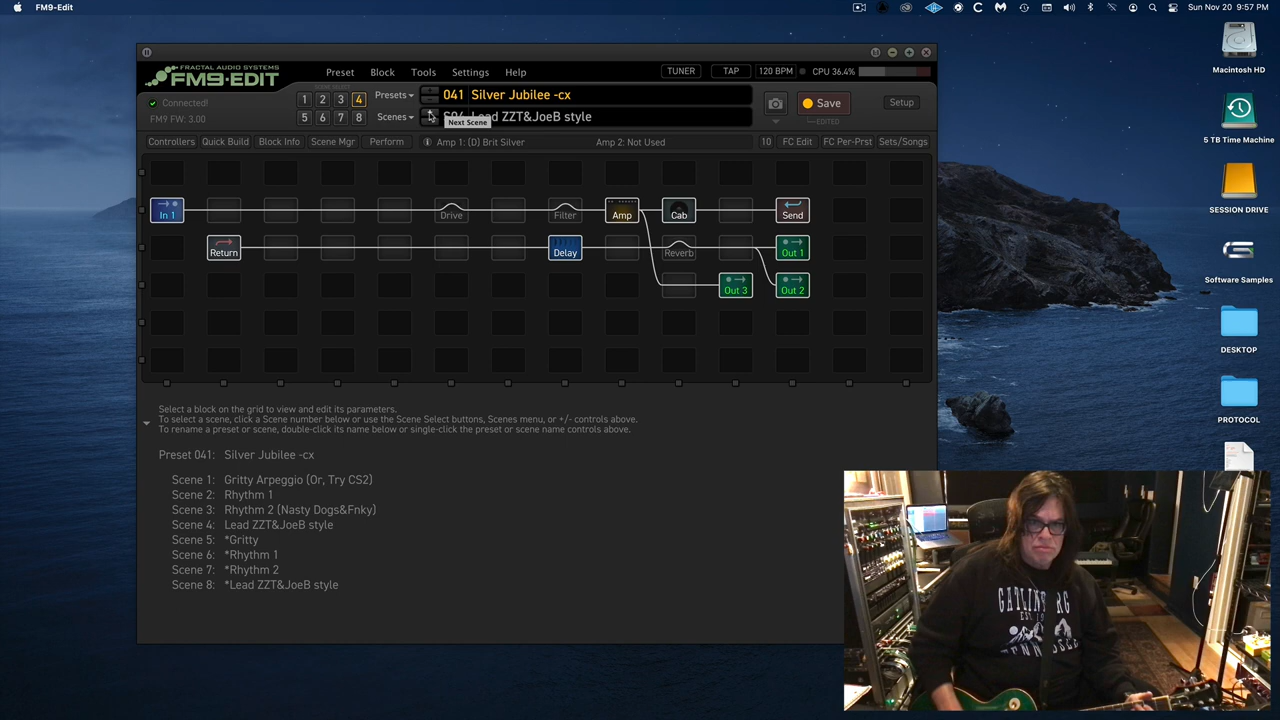 FM9-Edit
Sun Nov 20 9:57 PM
FRACTAL AUDIO SYSTEMS
FM9-EDIT
Preset Block Tools Settings Help
TUNER TAP 120 BPM CPU 36.4%
SCENE SELECT
1 2 3 4
5 6 7 8
Connected!
FM9 FW: 3.00
Presets
041 Silver Jubilee -cx
Scenes
Lead ZZT&JoeB style
Next Scene
Save
EDITED
Setup
Controllers Quick Build Block Info Scene Mgr Perform
Amp 1: (D) Brit Silver Amp 2: Not Used
10 FC Edit FC Per-Prst Sets/Songs
In 1 Drive Filter Amp Cab Send
Return Delay Reverb Out 1
Out 3 Out 2
Select a block on the grid to view and edit its parameters.
To select a scene, click a Scene number below or use the Scene Select buttons, Scenes menu, or +/- controls above.
To rename a preset or scene, double-click its name below or single-click the preset or scene name controls above.
Preset 041: Silver Jubilee -cx
Scene 1: Gritty Arpeggio (Or, Try CS2)
Scene 2: Rhythm 1
Scene 3: Rhythm 2 (Nasty Dogs&Fnky)
Scene 4: Lead ZZT&JoeB style
Scene 5: *Gritty
Scene 6: *Rhythm 1
Scene 7: *Rhythm 2
Scene 8: *Lead ZZT&JoeB style
Macintosh HD
5 TB Time Machine
SESSION DRIVE
Software Samples
DESKTOP
PROTOCOL